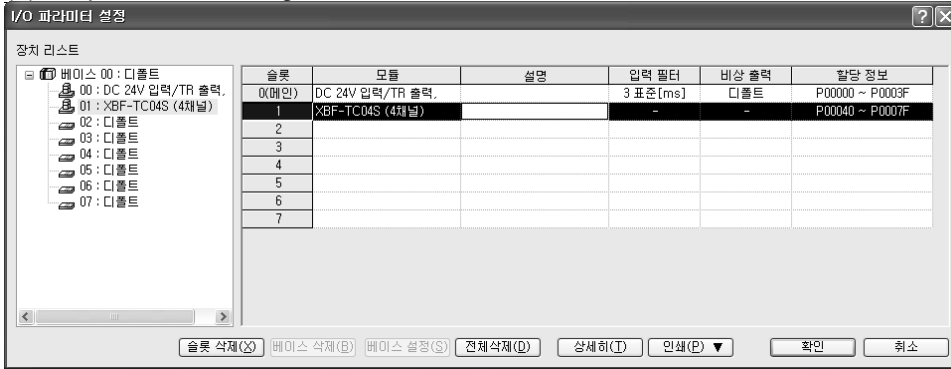 I/O 파라미터 설정
장치 리스트
베이스 00 : 디폴트
00 : DC 24V 입력/TR 출력,
01 : XBF-TC04S (4채널)
02 : 디폴트
03 : 디폴트
04 : 디폴트
05 : 디폴트
06 : 디폴트
07 : 디폴트
슬롯 모듈 설명 입력 필터 비상 출력 할당 정보
0(메인) DC 24V 입력/TR 출력, 3 표준[ms] 디폴트 P00000 ~ P0003F
1 XBF-TC04S (4채널) - - P00040 ~ P0007F
2
3
4
5
6
7
슬롯 삭제(X) 베이스 삭제(B) 베이스 설정(S) 전체삭제(D) 상세히(T) 인쇄(P) ▼ 확인 취소